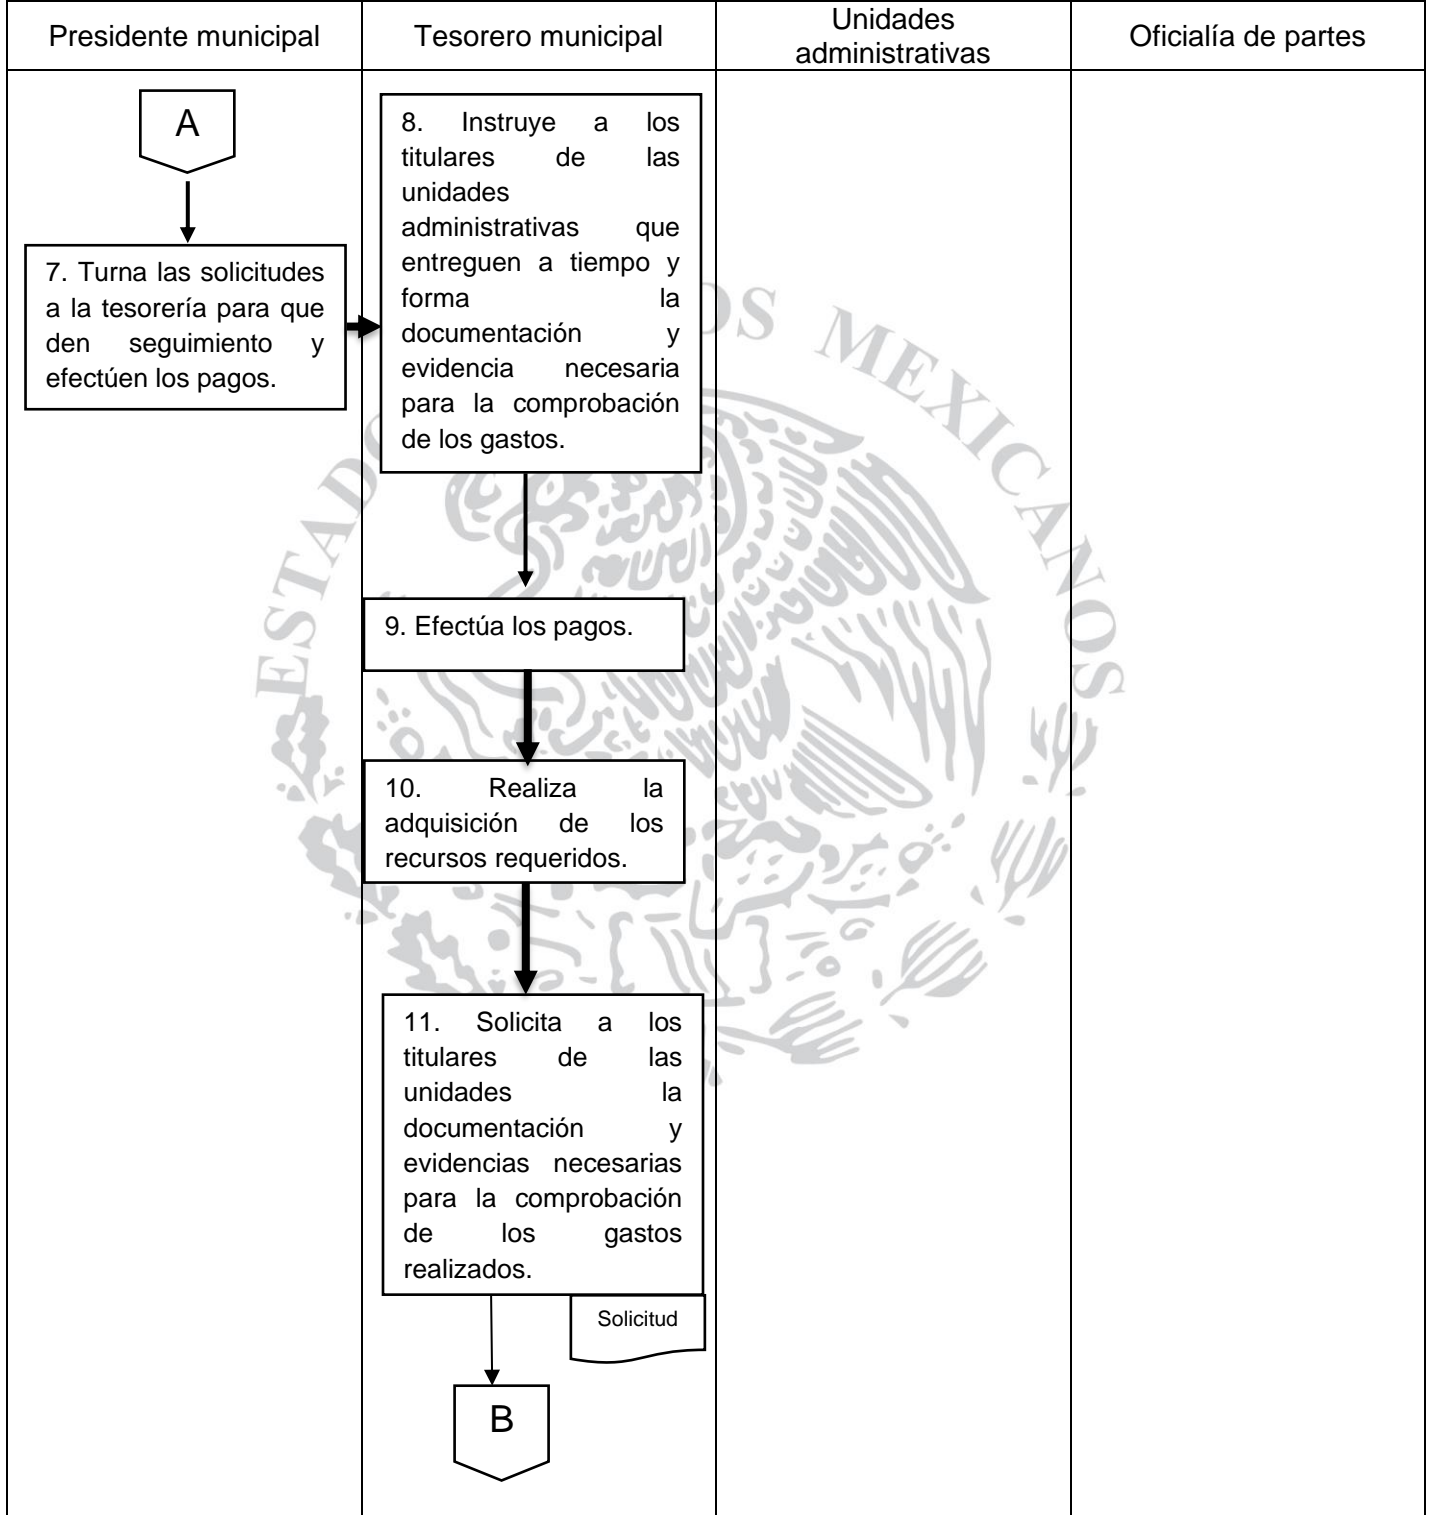 Presidente municipal
Tesorero municipal
Unidades
administrativas
Oficialía de partes
A
7. Turna las solicitudes
a la tesorería para que
den seguimiento y
efectúen los pagos.
8. Instruye a los
titulares de las
unidades
administrativas que
entreguen a tiempo y
forma la
documentación y
evidencia necesaria
para la comprobación
de los gastos.
9. Efectúa los pagos.
10. Realiza la
adquisición de los
recursos requeridos.
11. Solicita a los
titulares de las
unidades la
documentación y
evidencias necesarias
para la comprobación
de los gastos
realizados.
Solicitud
B
ESTADO OS MEXICANOS